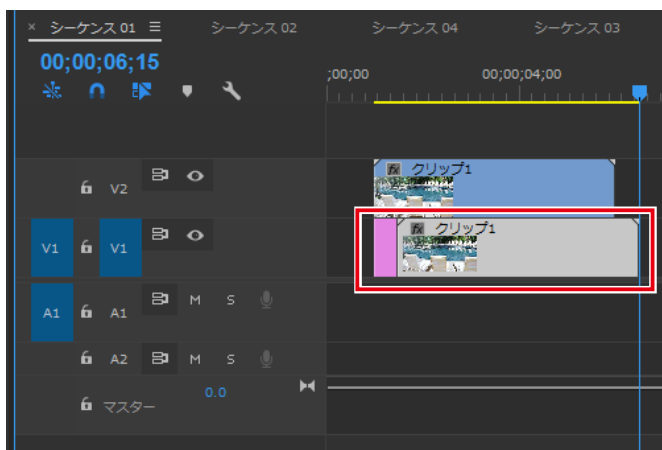 × シーケンス 01 ≡ シーケンス 02 シーケンス 04 シーケンス 03
00;00;06;15
;00;00 00;00;04;00
V2
fx クリップ1
V1 V1
fx クリップ1
A1 A1 M S
A2 M S
マスター 0.0